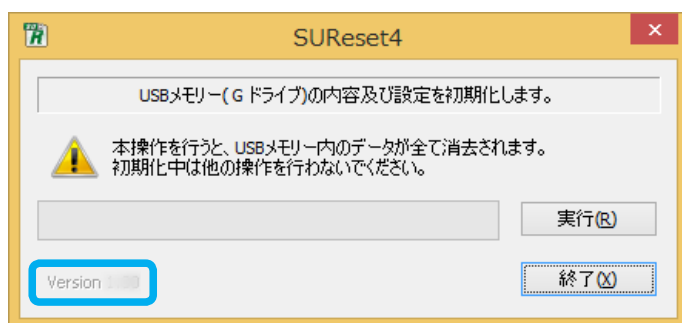 SUReset4
USBメモリー( G ドライブ)の内容及び設定を初期化します。
本操作を行うと、USBメモリー内のデータが全て消去されます。
初期化中は他の操作を行わないでください。
実行(R)
Version
終了(X)